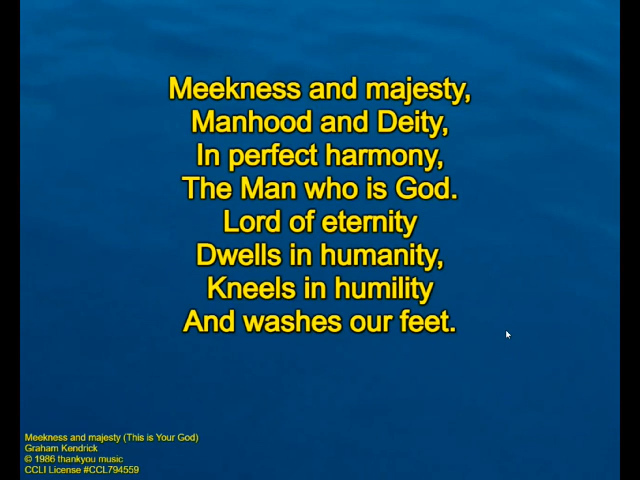 Meekness and majesty,
Manhood and Deity,
In perfect harmony,
The Man who is God.
Lord of eternity
Dwells in humanity,
Kneels in humility
And washes our feet.
Meekness and majesty (This is Your God)
Graham Kendrick
© 1986 thankyou music
CCLI License #CCL794559